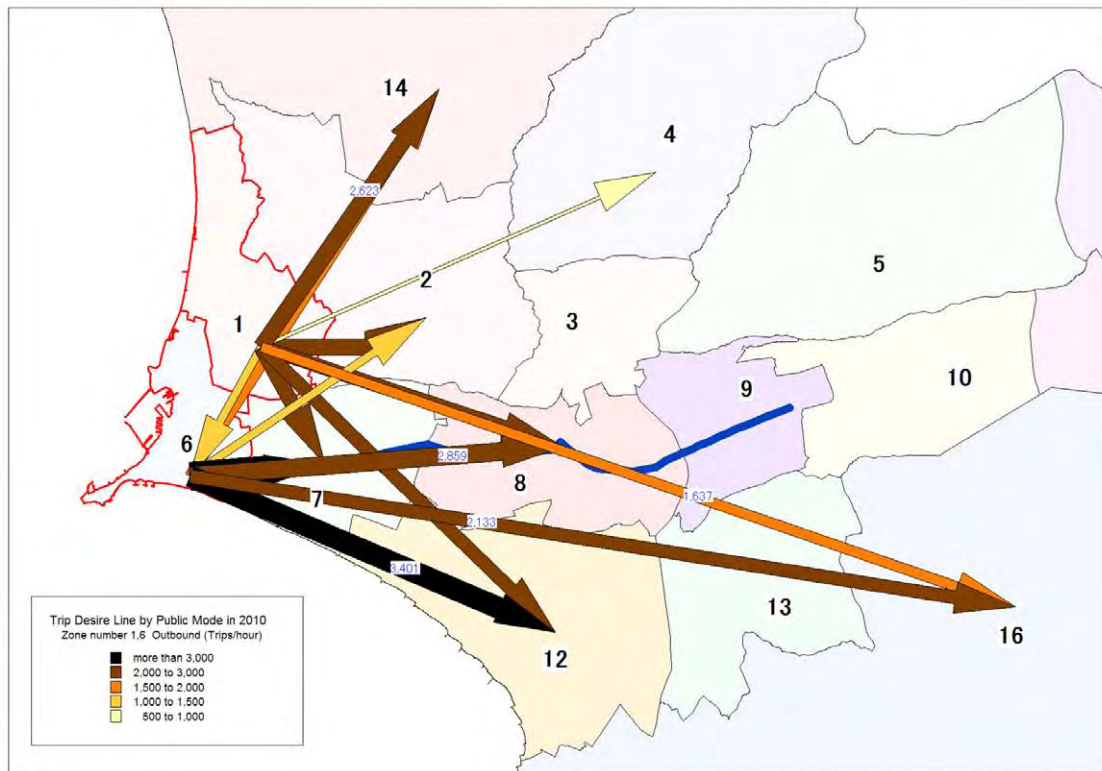 14
4
2,623
5
2
1
3
9
10
6
2,859
8
7
1,637
2,133
3,401
13
16
12
Trip Desire Line by Public Mode in 2010
Zone number 1,6 Outbound (Trips/hour)
more than 3,000
2,000 to 3,000
1,500 to 2,000
1,000 to 1,500
500 to 1,000